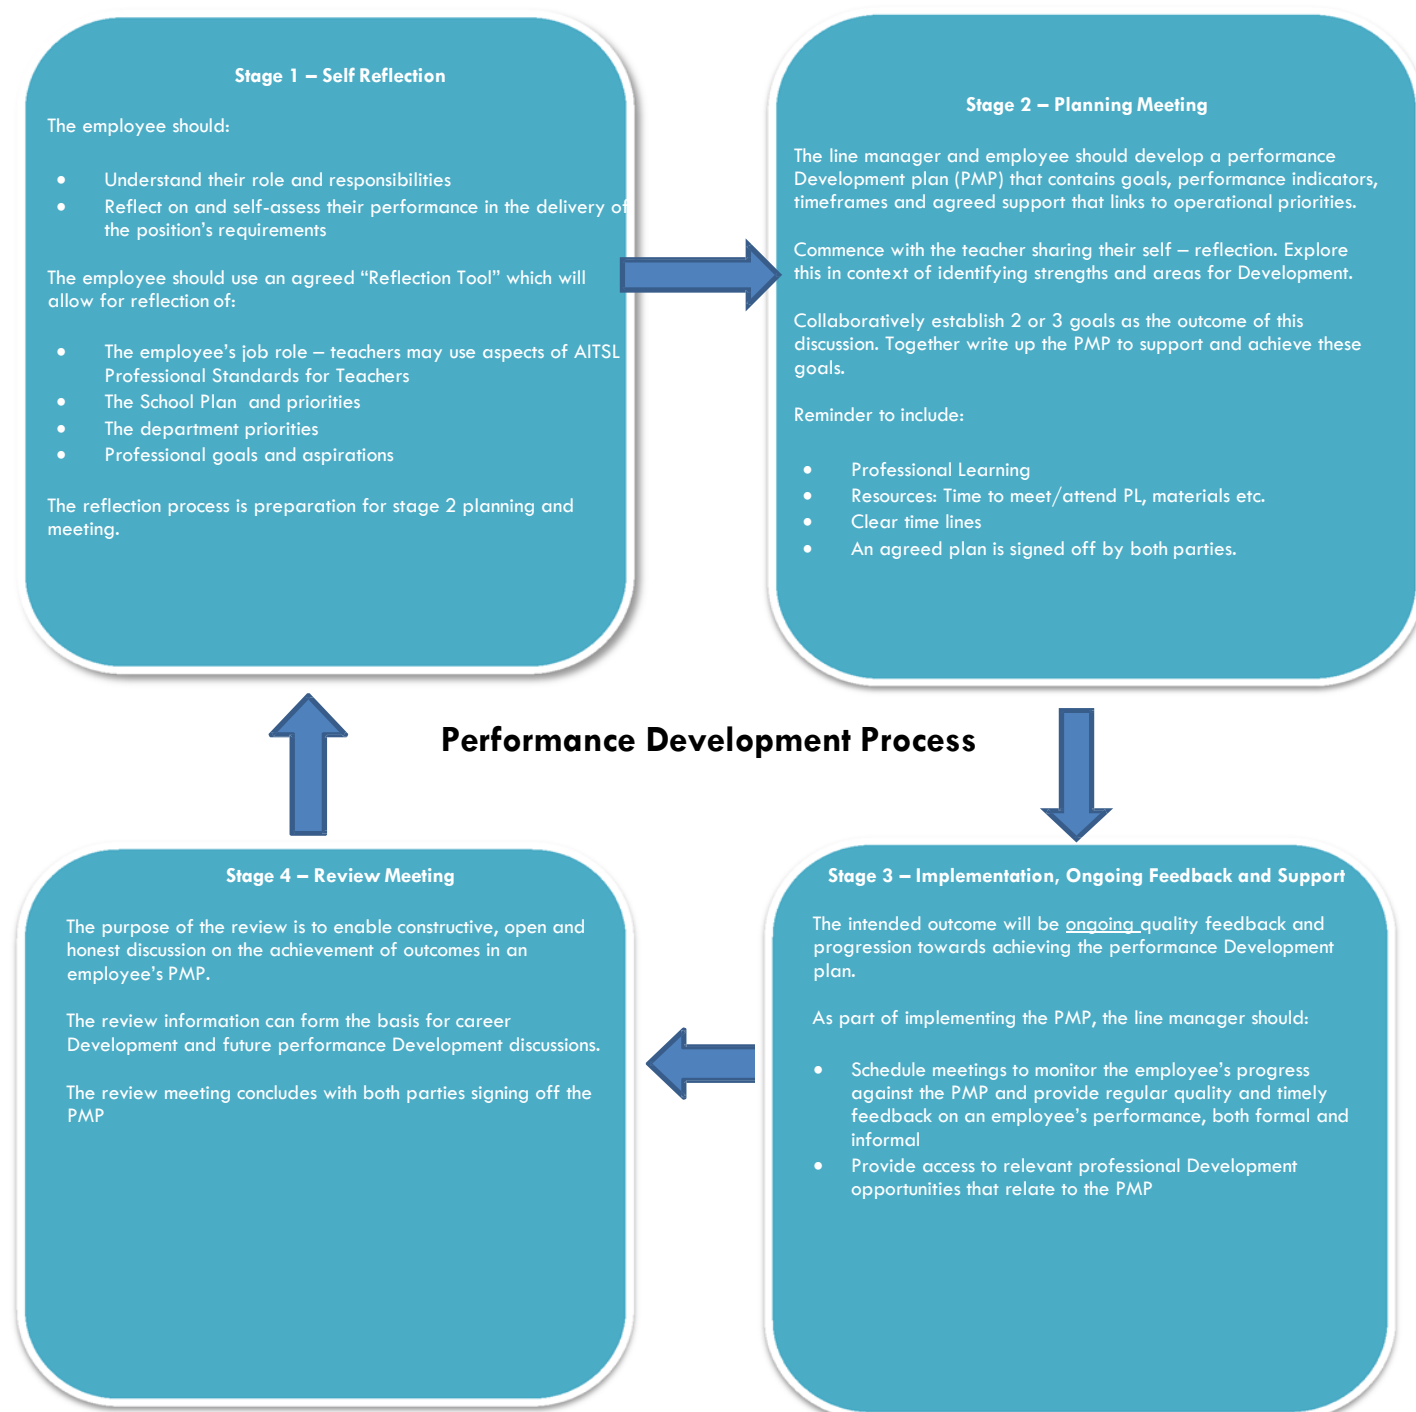 Stage 1 – Self Reflection
The employee should:
• Understand their role and responsibilities
• Reflect on and self-assess their performance in the delivery of
the position's requirements
The employee should use an agreed “Reflection Tool” which will
allow for reflection of:
• The employee's job role – teachers may use aspects of AITSL
Professional Standards for Teachers
• The School Plan  and priorities
• The department priorities
• Professional goals and aspirations
The reflection process is preparation for stage 2 planning and
meeting.
Stage 2 – Planning Meeting
The line manager and employee should develop a performance
Development plan (PMP) that contains goals, performance indicators,
timeframes and agreed support that links to operational priorities.
Commence with the teacher sharing their self – reflection. Explore
this in context of identifying strengths and areas for Development.
Collaboratively establish 2 or 3 goals as the outcome of this
discussion. Together write up the PMP to support and achieve these
goals.
Reminder to include:
• Professional Learning
• Resources: Time to meet/attend PL, materials etc.
• Clear time lines
• An agreed plan is signed off by both parties.
Performance Development Process
Stage 4 – Review Meeting
The purpose of the review is to enable constructive, open and
honest discussion on the achievement of outcomes in an
employee's PMP.
The review information can form the basis for career
Development and future performance Development discussions.
The review meeting concludes with both parties signing off the
PMP
Stage 3 – Implementation, Ongoing Feedback and Support
The intended outcome will be ongoing quality feedback and
progression towards achieving the performance Development
plan.
As part of implementing the PMP, the line manager should:
• Schedule meetings to monitor the employee's progress
against the PMP and provide regular quality and timely
feedback on an employee's performance, both formal and
informal
• Provide access to relevant professional Development
opportunities that relate to the PMP